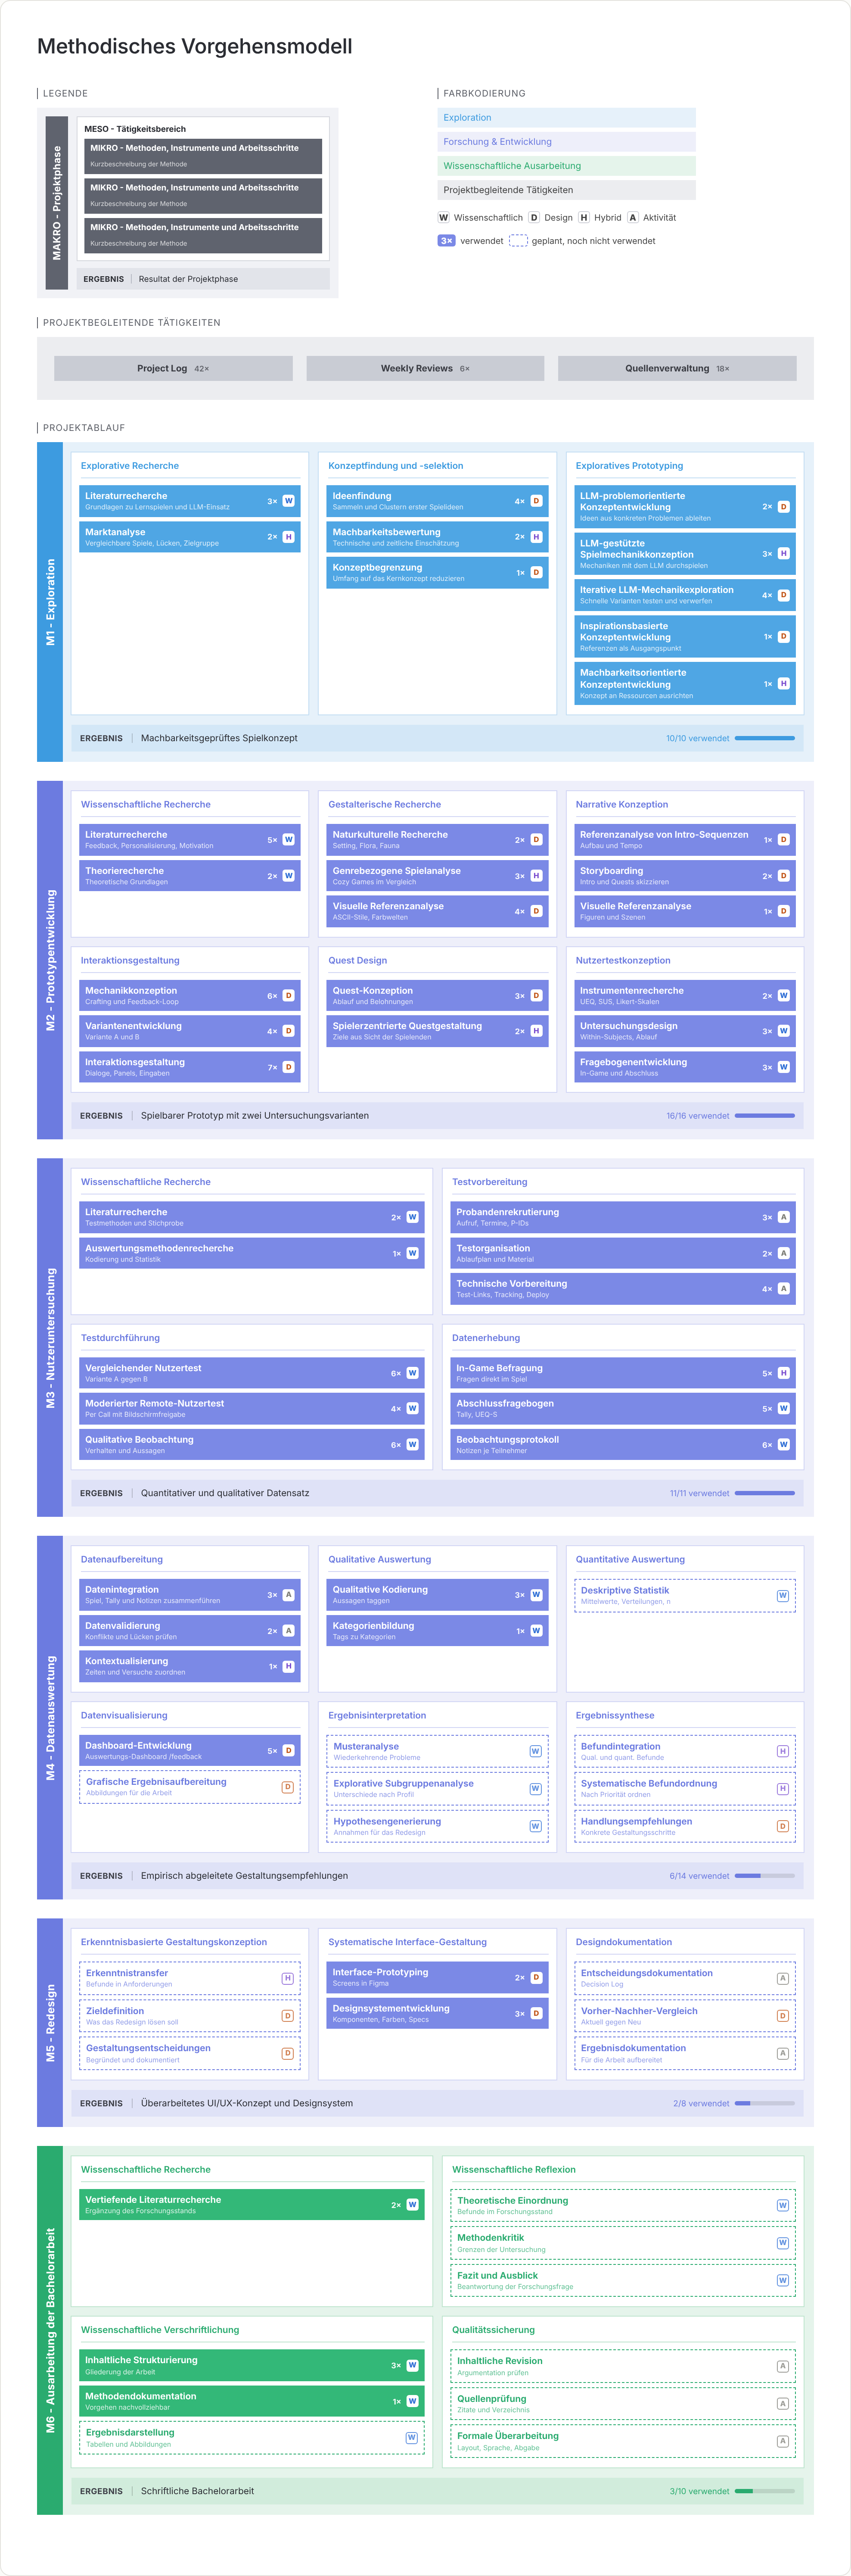 Methodisches Vorgehensmodell
LEGENDE
MAKRO - Projektphase
MESO - Tätigkeitsbereich
MIKRO - Methoden, Instrumente und Arbeitsschritte
Kurzbeschreibung der Methode
MIKRO - Methoden, Instrumente und Arbeitsschritte
Kurzbeschreibung der Methode
MIKRO - Methoden, Instrumente und Arbeitsschritte
Kurzbeschreibung der Methode
ERGEBNIS Resultat der Projektphase
FARBKODIERUNG
Exploration
Forschung & Entwicklung
Wissenschaftliche Ausarbeitung
Projektbegleitende Tätigkeiten
W Wissenschaftlich D Design H Hybrid A Aktivität
3× verwendet geplant, noch nicht verwendet
PROJEKTBEGLEITENDE TÄTIGKEITEN
Project Log 42×
Weekly Reviews 6×
Quellenverwaltung 18×
PROJEKTABLAUF
M1 - Exploration
Explorative Recherche
Literaturrecherche 3× W
Grundlagen zu Lernspielen und LLM-Einsatz
Marktanalyse 2× H
Vergleichbare Spiele, Lücken, Zielgruppe
Konzeptfindung und -selektion
Ideenfindung 4× D
Sammeln und Clustern erster Spielideen
Machbarkeitsbewertung 2× H
Technische und zeitliche Einschätzung
Konzeptbegrenzung 1× D
Umfang auf das Kernkonzept reduzieren
Exploratives Prototyping
LLM-problemorientierte
Konzeptentwicklung 2× D
Ideen aus konkreten Problemen ableiten
LLM-gestützte
Spielmechanikkonzeption 3× H
Mechaniken mit dem LLM durchspielen
Iterative LLM-Mechanikexploration 4× D
Schnelle Varianten testen und verwerfen
Inspirationsbasierte
Konzeptentwicklung 1× D
Referenzen als Ausgangspunkt
Machbarkeitsorientierte
Konzeptentwicklung 1× H
Konzept an Ressourcen ausrichten
ERGEBNIS Machbarkeitsgeprüftes Spielkonzept 10/10 verwendet
M2 - Prototypentwicklung
Wissenschaftliche Recherche
Literaturrecherche 5× W
Feedback, Personalisierung, Motivation
Theorierecherche 2× W
Theoretische Grundlagen
Gestalterische Recherche
Naturkulturelle Recherche 2× D
Setting, Flora, Fauna
Genrebezogene Spielanalyse 3× H
Cozy Games im Vergleich
Visuelle Referenzanalyse 4× D
ASCII-Stile, Farbwelten
Narrative Konzeption
Referenzanalyse von Intro-Sequenzen 1× D
Aufbau und Tempo
Storyboarding 2× D
Intro und Quests skizzieren
Visuelle Referenzanalyse 1× D
Figuren und Szenen
Interaktionsgestaltung
Mechanikkonzeption 6× D
Crafting und Feedback-Loop
Variantenentwicklung 4× D
Variante A und B
Interaktionsgestaltung 7× D
Dialoge, Panels, Eingaben
Quest Design
Quest-Konzeption 3× D
Ablauf und Belohnungen
Spielerzentrierte Questgestaltung 2× H
Ziele aus Sicht der Spielenden
Nutzertestkonzeption
Instrumentenrecherche 2× W
UEQ, SUS, Likert-Skalen
Untersuchungsdesign 3× W
Within-Subjects, Ablauf
Fragebogenentwicklung 3× W
In-Game und Abschluss
ERGEBNIS Spielbarer Prototyp mit zwei Untersuchungsvarianten 16/16 verwendet
M3 - Nutzeruntersuchung
Wissenschaftliche Recherche
Literaturrecherche 2× W
Testmethoden und Stichprobe
Auswertungsmethodenrecherche 1× W
Kodierung und Statistik
Testvorbereitung
Probandenrekrutierung 3× A
Aufruf, Termine, P-IDs
Testorganisation 2× A
Ablaufplan und Material
Technische Vorbereitung 4× A
Test-Links, Tracking, Deploy
Testdurchführung
Vergleichender Nutzertest 6× W
Variante A gegen B
Moderierter Remote-Nutzertest 4× W
Per Call mit Bildschirmfreigabe
Qualitative Beobachtung 6× W
Verhalten und Aussagen
Datenerhebung
In-Game Befragung 5× H
Fragen direkt im Spiel
Abschlussfragebogen 5× W
Tally, UEQ-S
Beobachtungsprotokoll 6× W
Notizen je Teilnehmer
ERGEBNIS Quantitativer und qualitativer Datensatz 11/11 verwendet
M4 - Datenauswertung
Datenaufbereitung
Datenintegration 3× A
Spiel, Tally und Notizen zusammenführen
Datenvalidierung 2× A
Konflikte und Lücken prüfen
Kontextualisierung 1× H
Zeiten und Versuche zuordnen
Qualitative Auswertung
Qualitative Kodierung 3× W
Aussagen taggen
Kategorienbildung 1× W
Tags zu Kategorien
Quantitative Auswertung
Deskriptive Statistik W
Mittelwerte, Verteilungen, n
Datenvisualisierung
Dashboard-Entwicklung 5× D
Auswertungs-Dashboard /feedback
Grafische Ergebnisaufbereitung D
Abbildungen für die Arbeit
Ergebnisinterpretation
Musteranalyse W
Wiederkehrende Probleme
Explorative Subgruppenanalyse W
Unterschiede nach Profil
Hypothesengenerierung W
Annahmen für das Redesign
Ergebnissynthese
Befundintegration H
Qual. und quant. Befunde
Systematische Befundordnung H
Nach Priorität ordnen
Handlungsempfehlungen D
Konkrete Gestaltungsschritte
ERGEBNIS Empirisch abgeleitete Gestaltungsempfehlungen 6/14 verwendet
M5 - Redesign
Erkenntnisbasierte Gestaltungskonzeption
Erkenntnistransfer H
Befunde in Anforderungen
Zieldefinition D
Was das Redesign lösen soll
Gestaltungsentscheidungen D
Begründet und dokumentiert
Systematische Interface-Gestaltung
Interface-Prototyping 2× D
Screens in Figma
Designsystementwicklung 3× D
Komponenten, Farben, Specs
Designdokumentation
Entscheidungsdokumentation A
Decision Log
Vorher-Nachher-Vergleich D
Aktuell gegen Neu
Ergebnisdokumentation A
Für die Arbeit aufbereitet
ERGEBNIS Überarbeitetes UI/UX-Konzept und Designsystem 2/8 verwendet
M6 - Ausarbeitung der Bachelorarbeit
Wissenschaftliche Recherche
Vertiefende Literaturrecherche 2× W
Ergänzung des Forschungsstands
Wissenschaftliche Reflexion
Theoretische Einordnung W
Befunde im Forschungsstand
Methodenkritik W
Grenzen der Untersuchung
Fazit und Ausblick W
Beantwortung der Forschungsfrage
Wissenschaftliche Verschriftlichung
Inhaltliche Strukturierung 3× W
Gliederung der Arbeit
Methodendokumentation 1× W
Vorgehen nachvollziehbar
Ergebnisdarstellung W
Tabellen und Abbildungen
Qualitätssicherung
Inhaltliche Revision A
Argumentation prüfen
Quellenprüfung A
Zitate und Verzeichnis
Formale Überarbeitung A
Layout, Sprache, Abgabe
ERGEBNIS Schriftliche Bachelorarbeit 3/10 verwendet